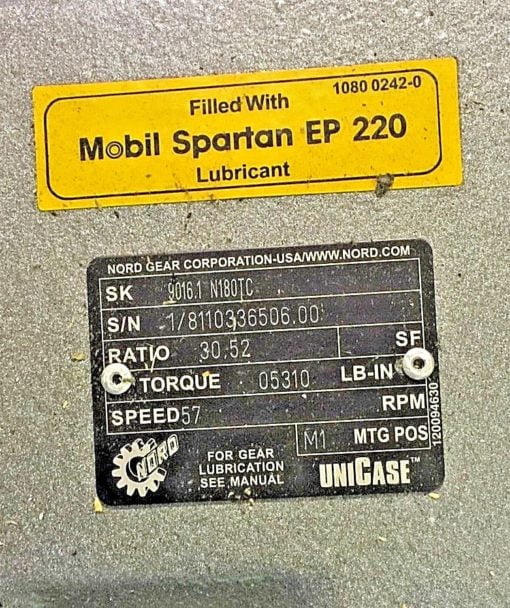 1080 0242-0
Filled With
Mobil Spartan EP 220
Lubricant
NORD GEAR CORPORATION-USA/WWW.NORD.COM
SK 9016.1 N180TC
S/N 1/8110336506.00
RATIO 30.52 SF
TORQUE 05310 LB-IN
SPEED 57 RPM
M1 MTG POS
120094630
NORD
FOR GEAR
LUBRICATION
SEE MANUAL
UNICASE™